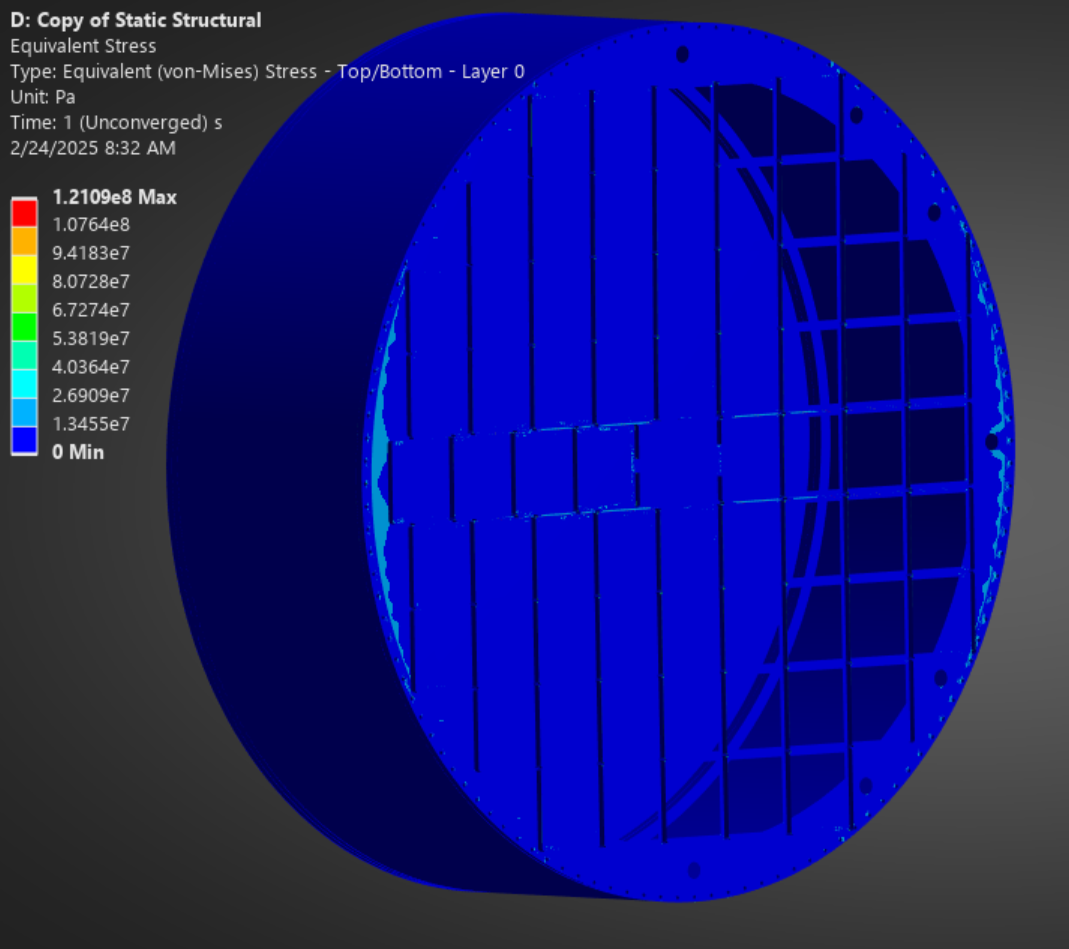 D: Copy of Static Structural
Equivalent Stress
Type: Equivalent (von-Mises) Stress - Top/Bottom - Layer 0
Unit: Pa
Time: 1 (Unconverged) s
2/24/2025 8:32 AM
1.2109e8 Max
1.0764e8
9.4183e7
8.0728e7
6.7274e7
5.3819e7
4.0364e7
2.6909e7
1.3455e7
0 Min